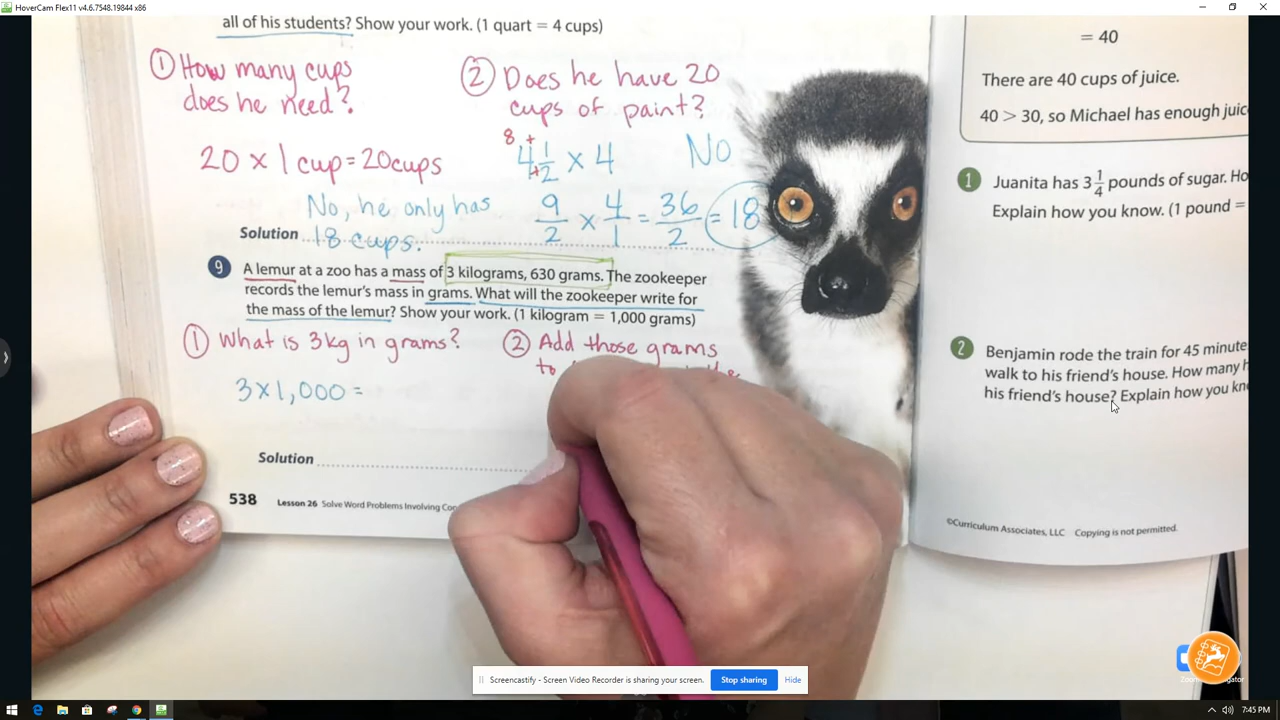 HoverCam Flex11 v4.6.7548.19844 x86
all of his students? Show your work. (1 quart = 4 cups)
① How many cups
does he need?
20 x 1 cup = 20cups
② Does he have 20
cups of paint?
8 +
4 1/2 x 4
No
9/2 x 4/1 = 36/2 = 18
No, he only has
Solution 18 cups.
9 A lemur at a zoo has a mass of 3 kilograms, 630 grams. The zookeeper
records the lemur's mass in grams. What will the zookeeper write for
the mass of the lemur? Show your work. (1 kilogram = 1,000 grams)
① What is 3kg in grams?
3 x 1,000 =
② Add those grams
to
Solution
538 Lesson 26 Solve Word Problems Involving
= 40
There are 40 cups of juice.
40 > 30, so Michael has enough
1 Juanita has 3 1/4 pounds of sugar.
Explain how you know. (1 pound =
2 Benjamin rode the train for 45
walk to his friend's house. How many
his friend's house? Explain how you
©Curriculum Associates, LLC Copying is not permitted.
Screencastify - Screen Video Recorder is sharing your screen. Stop sharing Hide
7:45 PM